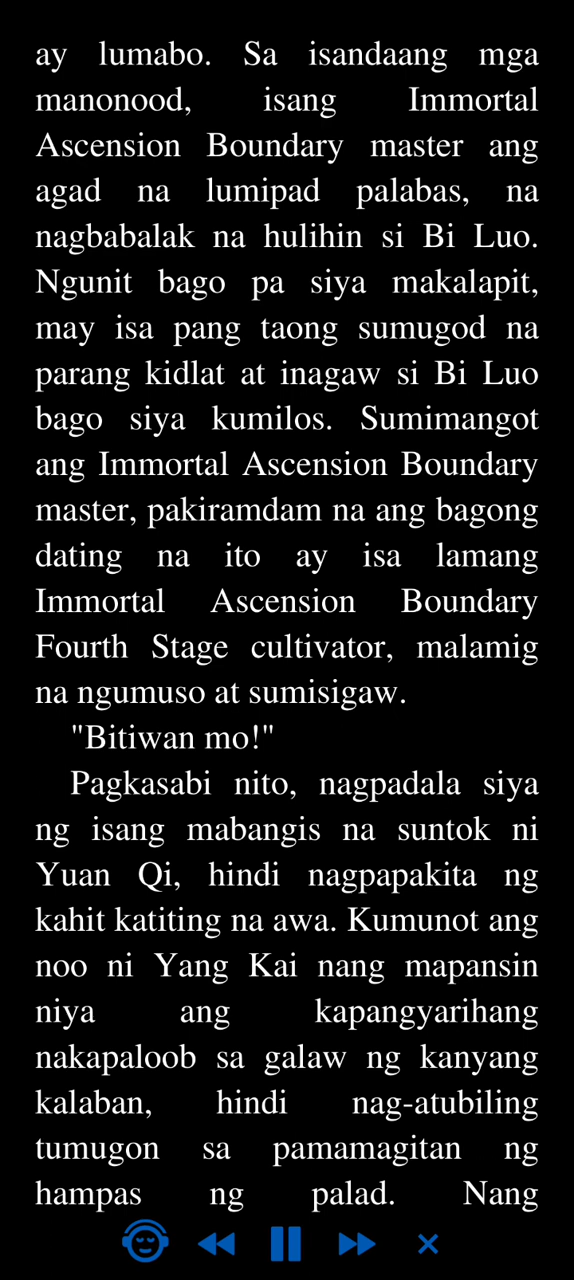 ay lumabo. Sa isandaang mga
manonood, isang Immortal
Ascension Boundary master ang
agad na lumipad palabas, na
nagbabalak na hulihin si Bi Luo.
Ngunit bago pa siya makalapit,
may isa pang taong sumugod na
parang kidlat at inagaw si Bi Luo
bago siya kumilos. Sumimangot
ang Immortal Ascension Boundary
master, pakiramdam na ang bagong
dating na ito ay isa lamang
Immortal Ascension Boundary
Fourth Stage cultivator, malamig
na ngumuso at sumisigaw.
"Bitiwan mo!"
Pagkasabi nito, nagpadala siya
ng isang mabangis na suntok ni
Yuan Qi, hindi nagpapakita ng
kahit katiting na awa. Kumunot ang
noo ni Yang Kai nang mapansin
niya ang kapangyarihang
nakapaloob sa galaw ng kanyang
kalaban, hindi nag-atubiling
tumugon sa pamamagitan ng
hampas ng palad. Nang